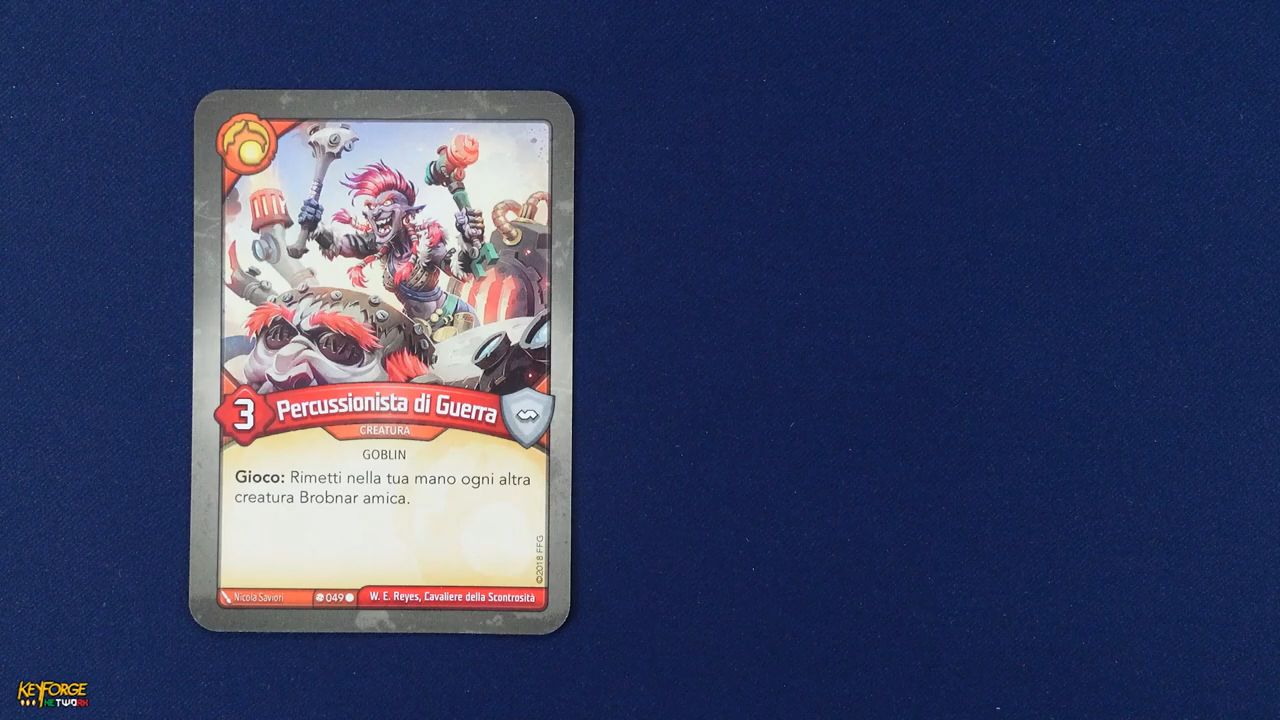 3
Percussionista di Guerra
CREATURA
GOBLIN
Gioco: Rimetti nella tua mano ogni altra
creatura Brobnar amica.
©2018 FFG
Nicola Saviori
049
W. E. Reyes, Cavaliere della Scontrosità
KEYFORGE
NETWORK